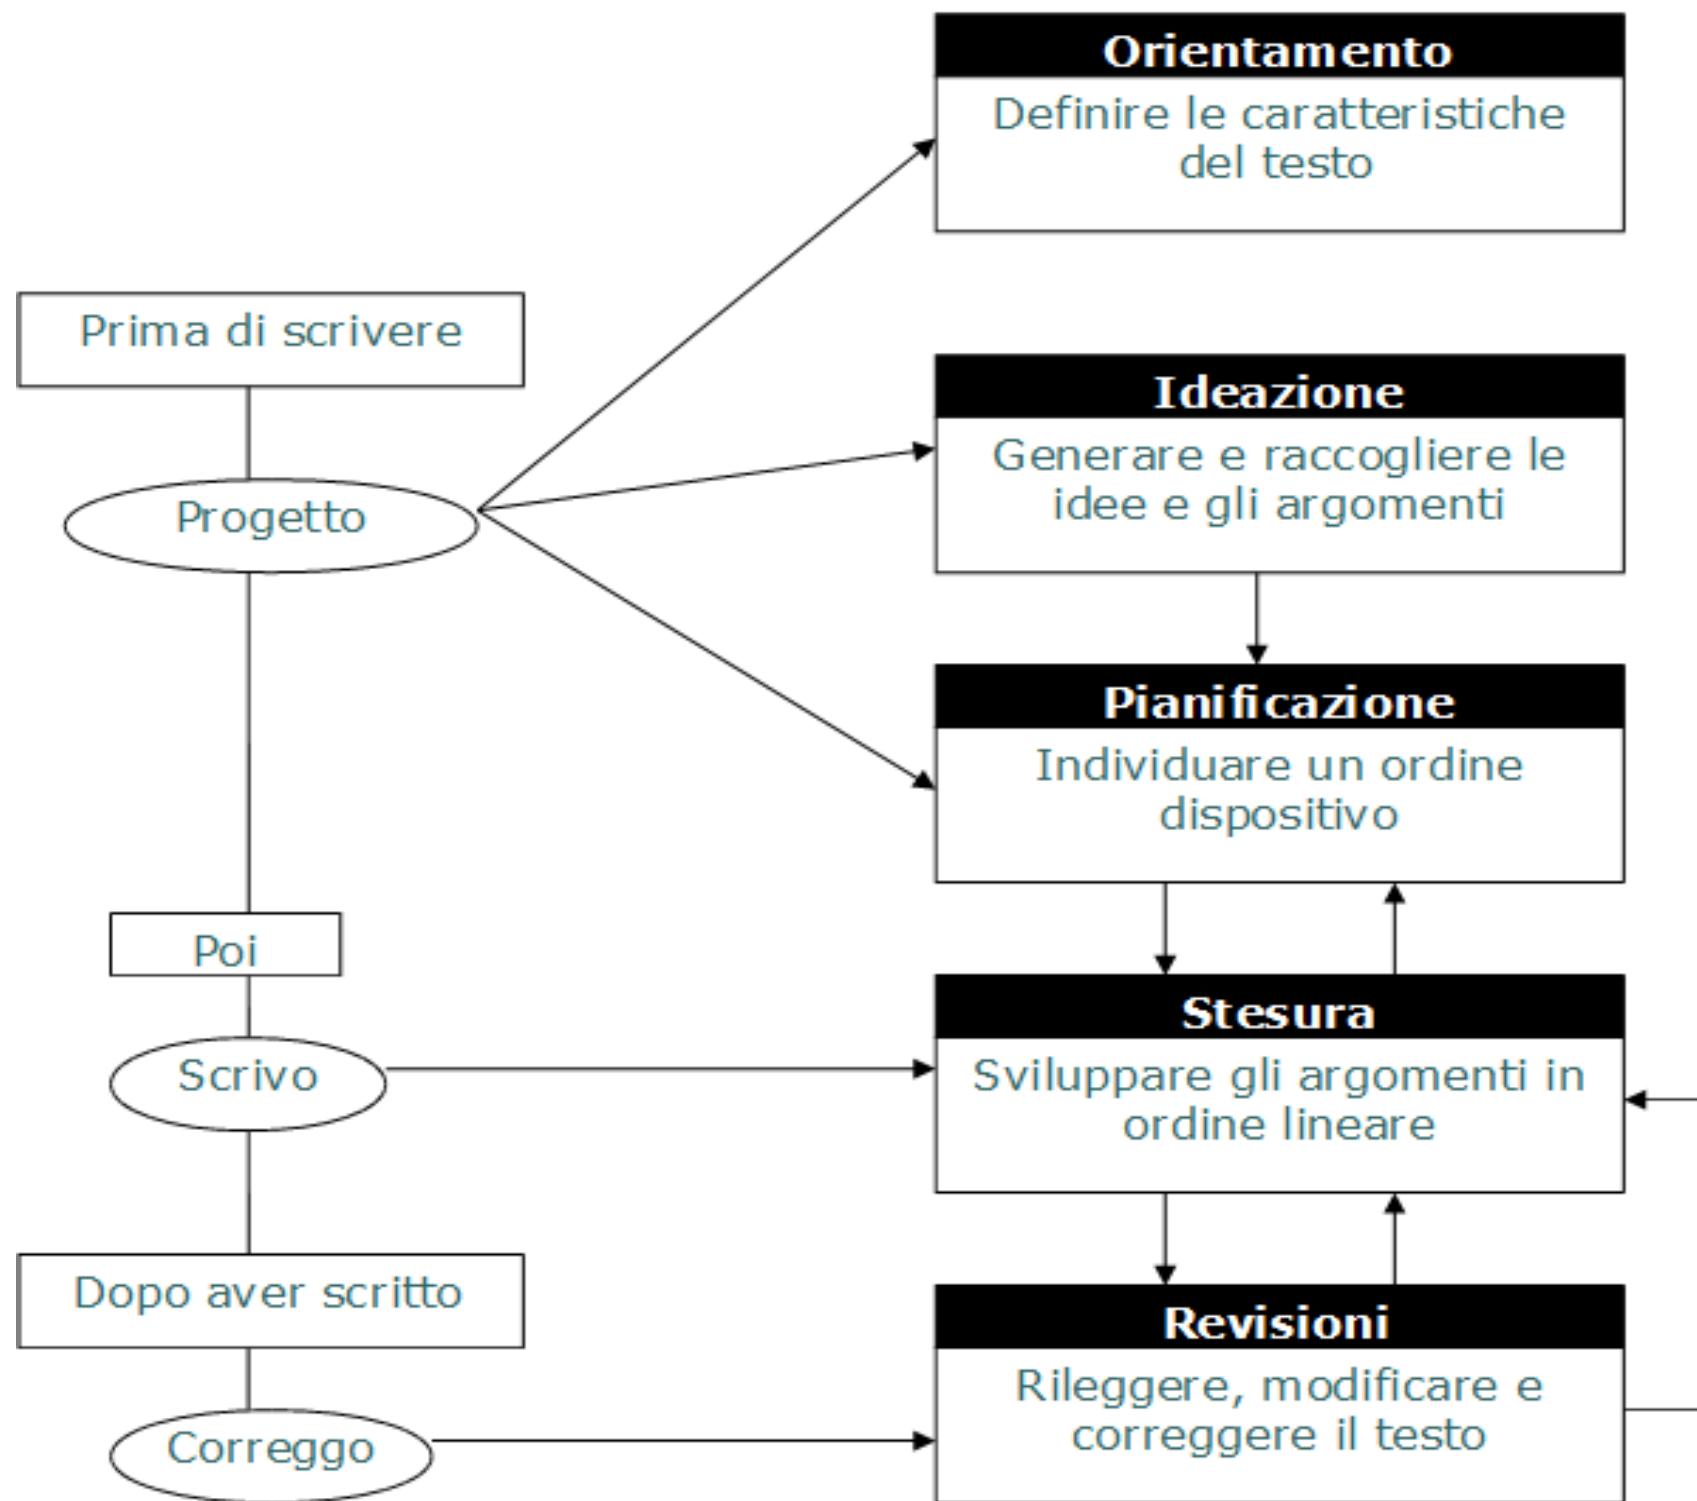 Orientamento
Definire le caratteristiche
del testo
Prima di scrivere
Ideazione
Generare e raccogliere le
idee e gli argomenti
Progetto
Pianificazione
Individuare un ordine
dispositivo
Poi
Stesura
Scrivo
Sviluppare gli argomenti in
ordine lineare
Dopo aver scritto
Revisioni
Rileggere, modificare e
correggere il testo
Correggo